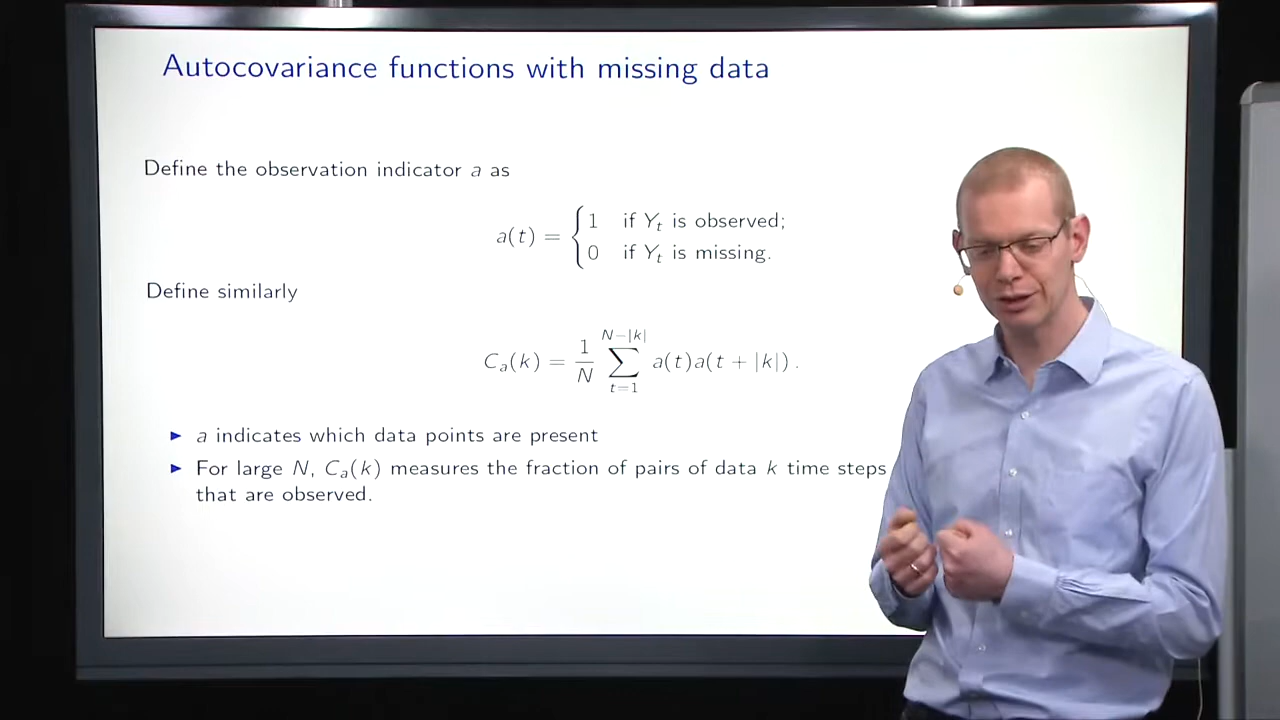 Autocovariance functions with missing data
Define the observation indicator a as
a(t) = { 1 if Y_t is observed;
0 if Y_t is missing.
Define similarly
C_a(k) = \frac{1}{N} \sum_{t=1}^{N-|k|} a(t)a(t + |k|) .
► a indicates which data points are present
► For large N, C_a(k) measures the fraction of pairs of data k time steps
that are observed.